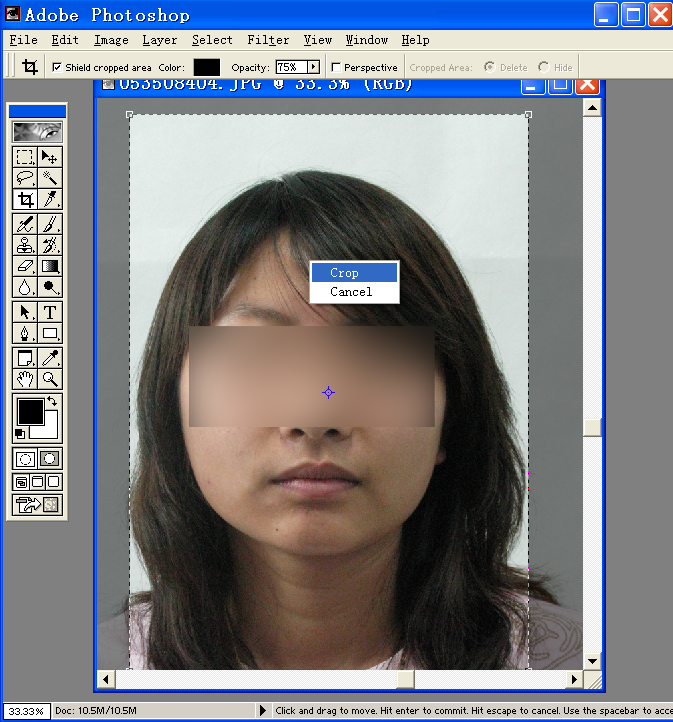 Adobe Photoshop
File Edit Image Layer Select Filter View Window Help
Shield cropped area Color: Opacity: 75% Perspective Cropped Area: Delete Hide
053508404.JPG @ 33.3% (RGB)
Crop
Cancel
T
33.33% Doc: 10.5M/10.5M Click and drag to move. Hit enter to commit. Hit escape to cancel. Use the spacebar to acce